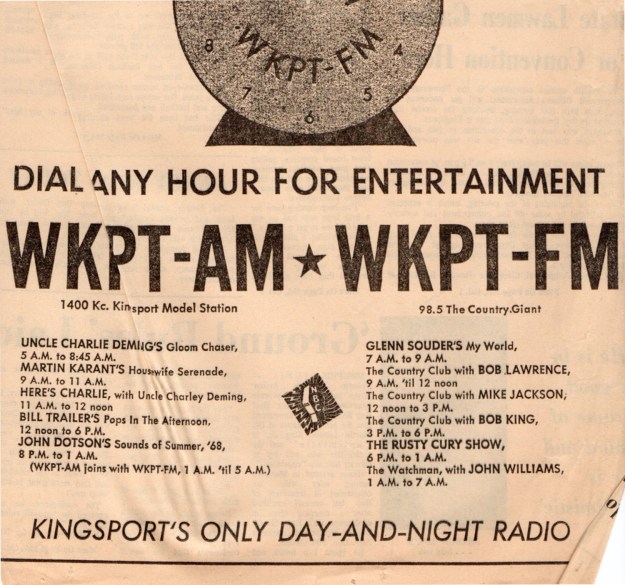 8
4
WKPT-FM
7
5
6
DIAL ANY HOUR FOR ENTERTAINMENT
WKPT-AM ★ WKPT-FM
1400 Kc. Kinsport Model Station
98.5 The Country Giant
UNCLE CHARLIE DEMING'S Gloom Chaser,
5 A.M. to 8:45 A.M.
MARTIN KARANT'S Housewife Serenade,
9 A.M. to 11 A.M.
HERE'S CHARLIE, with Uncle Charley Deming,
11 A.M. to 12 noon
BILL TRAILER'S Pops In The Afternoon,
12 noon to 6 P.M.
JOHN DOTSON'S Sounds of Summer, '68,
8 P.M. to 1 A.M.
(WKPT-AM joins with WKPT-FM, 1 A.M. 'til 5 A.M.)
GLENN SOUDER'S My World,
7 A.M. to 9 A.M.
The Country Club with BOB LAWRENCE,
9 A.M. 'til 12 noon
The Country Club with MIKE JACKSON,
12 noon to 3 P.M.
The Country Club with BOB KING,
3 P.M. to 6 P.M.
THE RUSTY CURY SHOW,
6 P.M. to 1 A.M.
The Watchman, with JOHN WILLIAMS,
1 A.M. to 7 A.M.
KINGSPORT'S ONLY DAY-AND-NIGHT RADIO